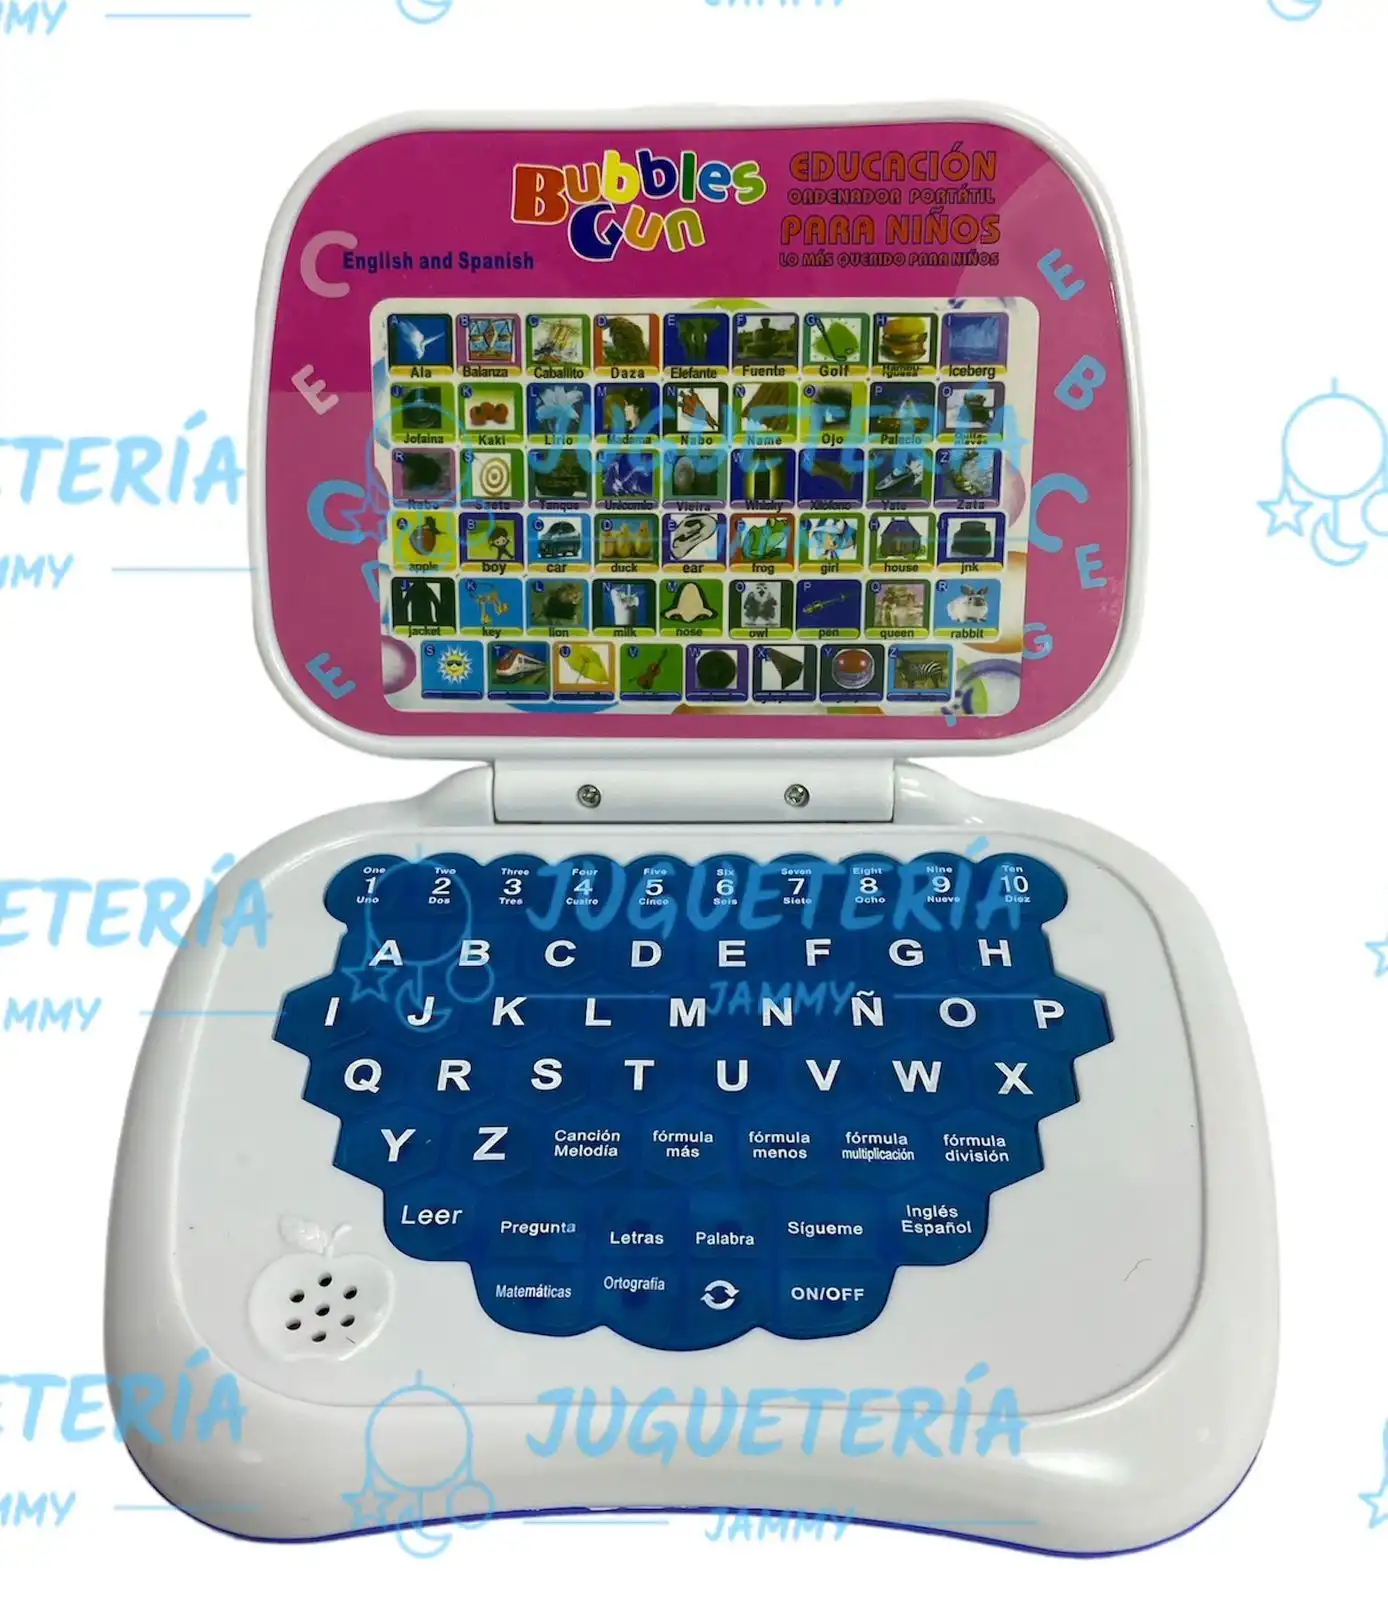 Bubbles
Gun
EDUCACIÓN
ORDENADOR PORTÁTIL
PARA NIÑOS
LO MÁS QUERIDO PARA NIÑOS
English and Spanish
A B C D E F G H I
Ala Balanza Caballito Daza Elefante Fuente Golf Iceberg
J K L M N Ñ O P Q
Jofaina Kaki Lirio Madama Nabo Name Ojo Palacio
R S T U V W X Y Z
Rabo Saeta Tanque Unicornio Vieira Whisky Xilófono Yate Zata
A B C D E F G H I
apple boy car duck ear frog girl house jnk
J K L N M O P Q R
jacket key lion milk nose owl pen queen rabbit
S T U V W X Y Z
One Two Three Four Five Six Seven Eight Nine Ten
1 2 3 4 5 6 7 8 9 10
Uno Dos Tres Cuatro Cinco Seis Siete Ocho Nueve Diez
A B C D E F G H
I J K L M N Ñ O P
Q R S T U V W X
Y Z Canción Melodía fórmula más fórmula menos fórmula multiplicación fórmula división
Leer Pregunta Letras Palabra Sígueme Inglés Español
Matemáticas Ortografía ON/OFF
JUGUETERÍA
JAMMY